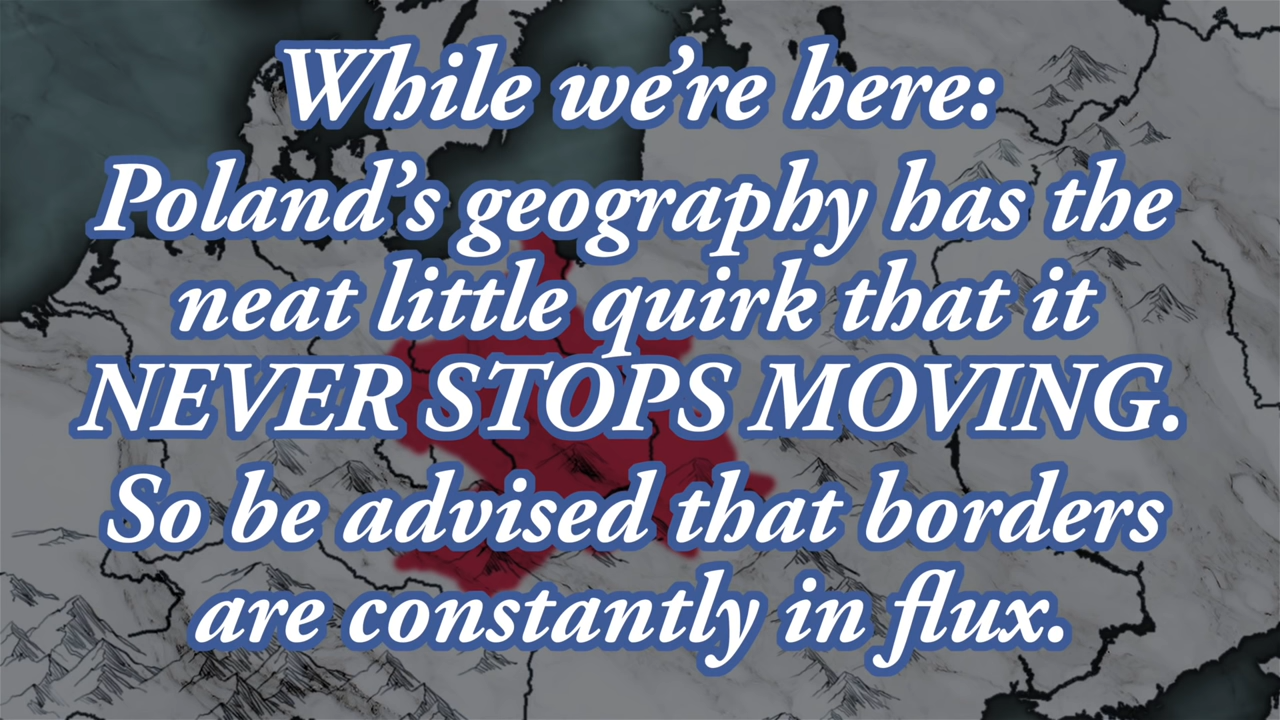 While we’re here:
Poland’s geography has the
neat little quirk that it
NEVER STOPS MOVING.
So be advised that borders
are constantly in flux.